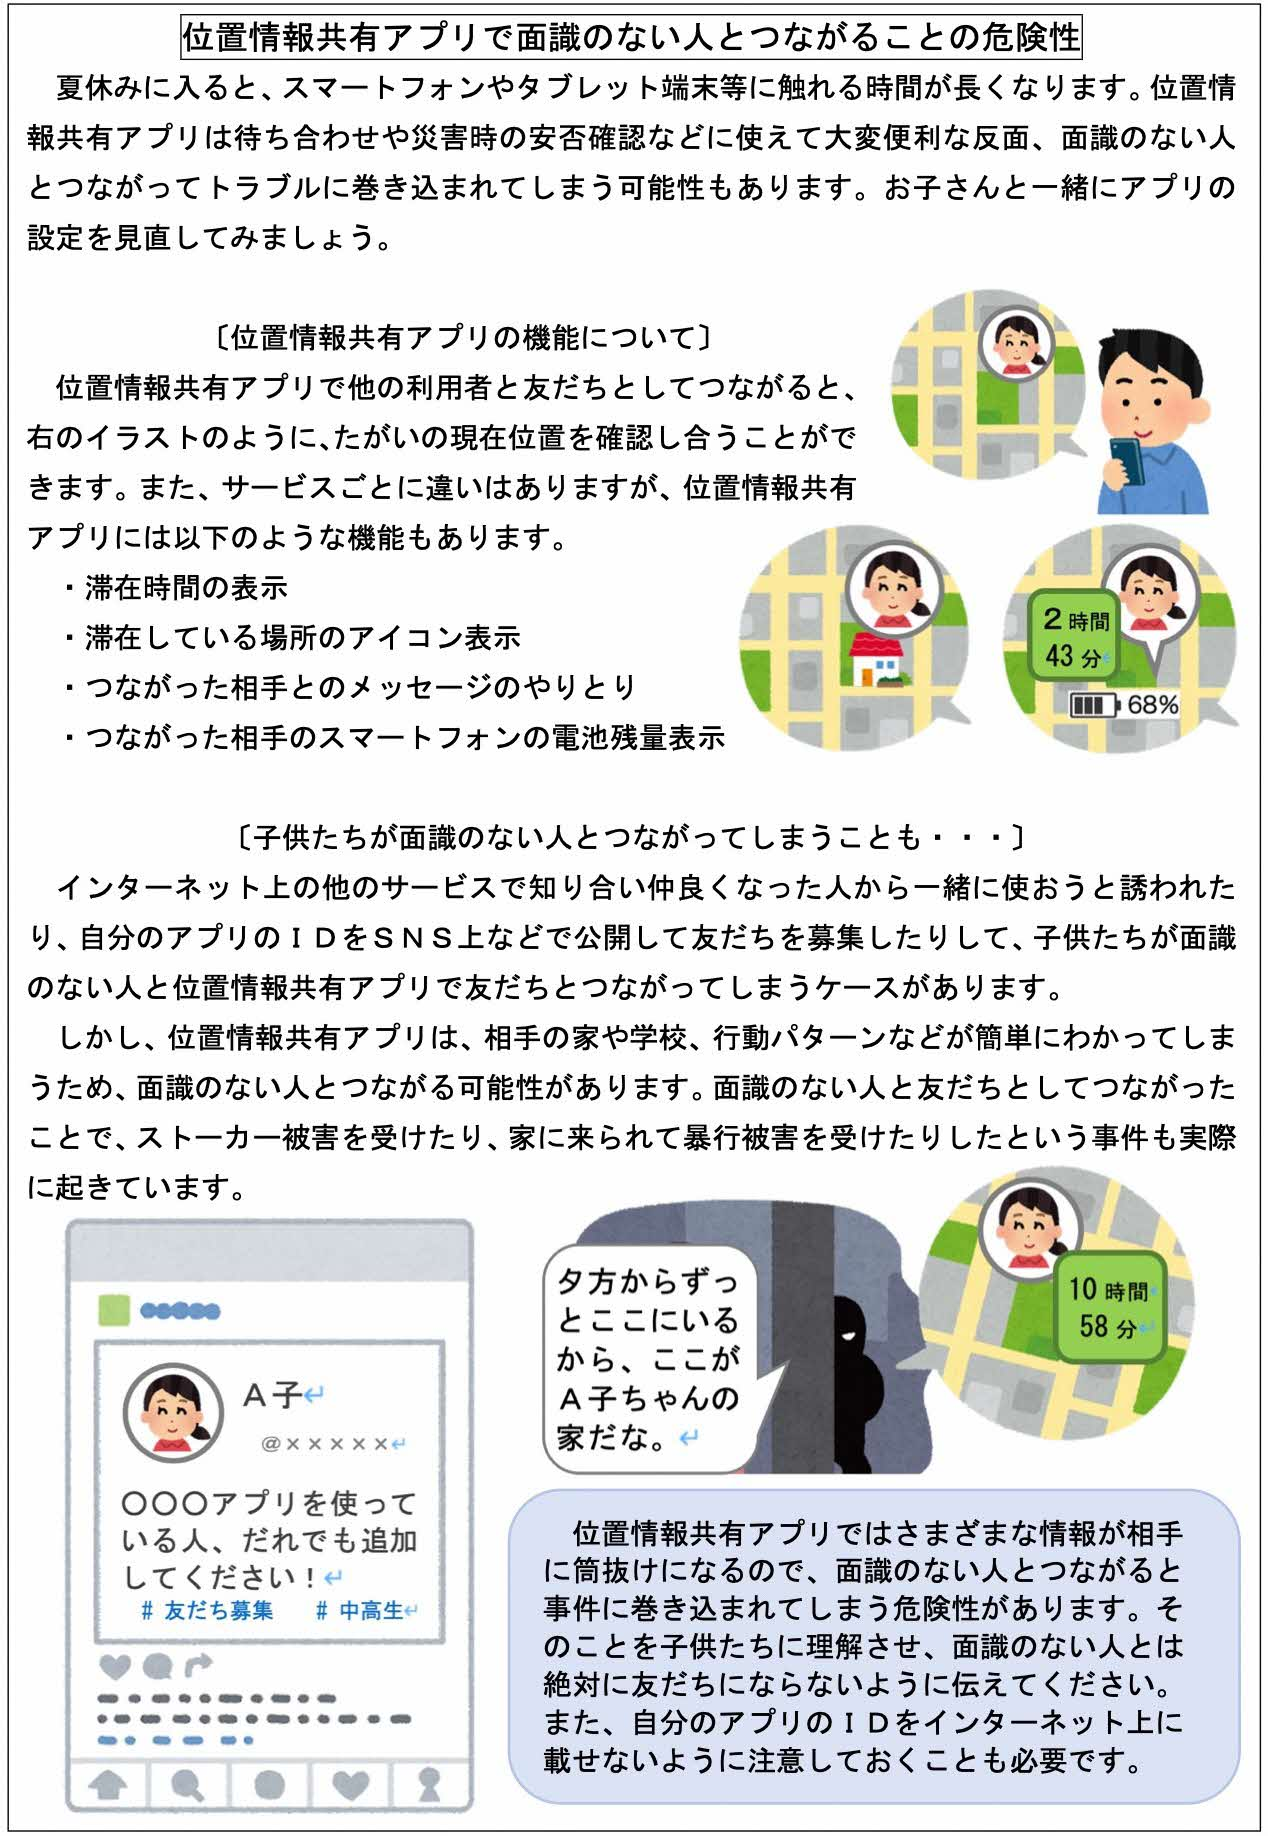 位置情報共有アプリで面識のない人とつながることの危険性
夏休みに入ると、スマートフォンやタブレット端末等に触れる時間が長くなります。位置情
報共有アプリは待ち合わせや災害時の安否確認などに使えて大変便利な反面、面識のない人
とつながってトラブルに巻き込まれてしまう可能性もあります。お子さんと一緒にアプリの
設定を見直してみましょう。
〔位置情報共有アプリの機能について〕
位置情報共有アプリで他の利用者と友だちとしてつながると、
右のイラストのように、たがいの現在位置を確認し合うことがで
きます。また、サービスごとに違いはありますが、位置情報共有
アプリには以下のような機能もあります。
・滞在時間の表示
・滞在している場所のアイコン表示
・つながった相手とのメッセージのやりとり
・つながった相手のスマートフォンの電池残量表示
2 時間
43 分
68%
〔子供たちが面識のない人とつながってしまうことも・・・〕
インターネット上の他のサービスで知り合い仲良くなった人から一緒に使おうと誘われた
り、自分のアプリのＩＤをＳＮＳ上などで公開して友だちを募集したりして、子供たちが面識
のない人と位置情報共有アプリで友だちとつながってしまうケースがあります。
しかし、位置情報共有アプリは、相手の家や学校、行動パターンなどが簡単にわかってしま
うため、面識のない人とつながる可能性があります。面識のない人と友だちとしてつながった
ことで、ストーカー被害を受けたり、家に来られて暴行被害を受けたりしたという事件も実際
に起きています。
Ａ子↵
@×××××↵
〇〇〇アプリを使って
いる人、だれでも追加
してください！↵
# 友だち募集 # 中高生↵
夕方からずっ
とここにいる
から、ここが
Ａ子ちゃんの
家だな。↵
10 時間
58 分↵
位置情報共有アプリではさまざまな情報が相手
に筒抜けになるので、面識のない人とつながると
事件に巻き込まれてしまう危険性があります。そ
のことを子供たちに理解させ、面識のない人とは
絶対に友だちにならないように伝えてください。
また、自分のアプリのＩＤをインターネット上に
載せないように注意しておくことも必要です。